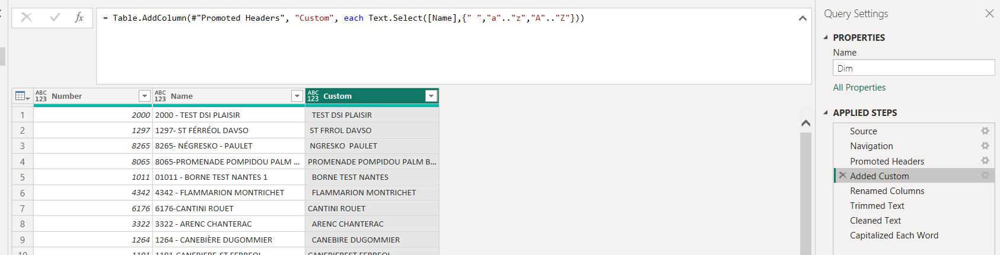 = Table.AddColumn(#"Promoted Headers", "Custom", each Text.Select([Name],{" ","a".."z","A".."Z"}))
fx
ABC 123 Number ABC 123 Name ABC 123 Custom
1 2000 2000 - TEST DSI PLAISIR TEST DSI PLAISIR
2 1297 1297- ST FÉRRÉOL DAVSO ST FRROL DAVSO
3 8265 8265- NÉGRESKO - PAULET NGRESKO  PAULET
4 8065 8065-PROMENADE POMPIDOU PALM ... PROMENADE POMPIDOU PALM B...
5 1011 01011 - BORNE TEST NANTES 1 BORNE TEST NANTES
6 4342 4342 - FLAMMARION MONTRICHET FLAMMARION MONTRICHET
7 6176 6176-CANTINI ROUET CANTINI ROUET
8 3322 3322 - ARENC CHANTERAC ARENC CHANTERAC
9 1264 1264 - CANEBIÈRE DUGOMMIER CANEBIRE DUGOMMIER
10
Query Settings
PROPERTIES
Name
Dim
All Properties
APPLIED STEPS
Source
Navigation
Promoted Headers
Added Custom
Renamed Columns
Trimmed Text
Cleaned Text
Capitalized Each Word